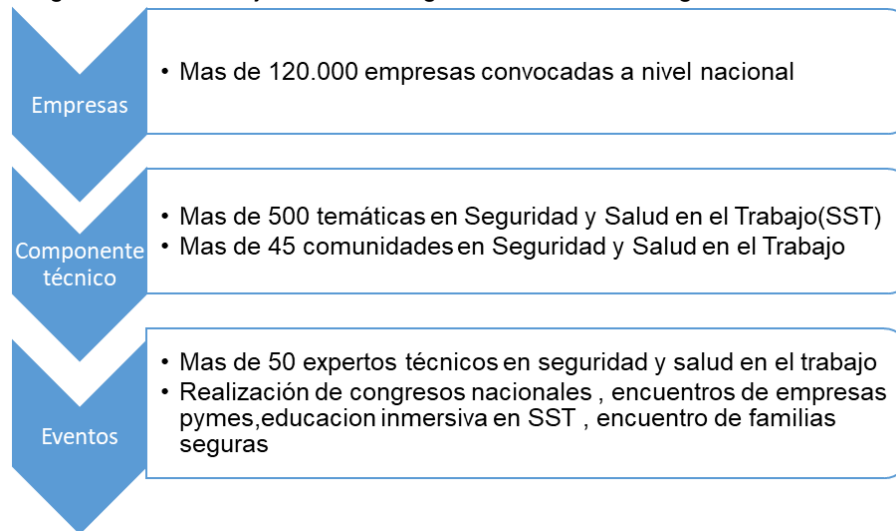 Empresas
• Mas de 120.000 empresas convocadas a nivel nacional
Componente
técnico
• Mas de 500 temáticas en Seguridad y Salud en el Trabajo(SST)
• Mas de 45 comunidades en Seguridad y Salud en el Trabajo
Eventos
• Mas de 50 expertos técnicos en seguridad y salud en el trabajo
• Realización de congresos nacionales , encuentros de empresas
pymes,educacion inmersiva en SST , encuentro de familias
seguras